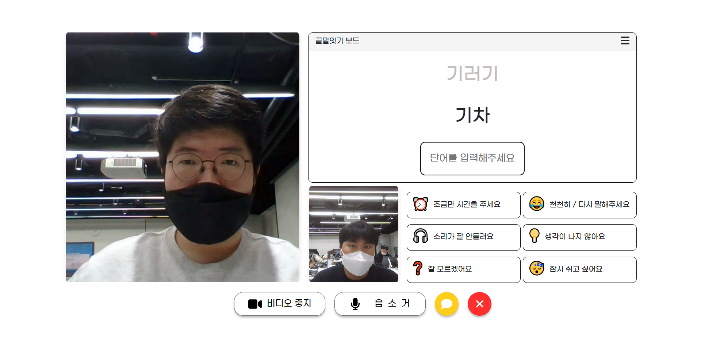 끝말잇기 보드
기러기
기차
단어를 입력해주세요
조금만 시간을 주세요
천천히 / 다시 말해주세요
소리가 잘 안들려요
생각이 나지 않아요
잘 모르겠어요
잠시 쉬고 싶어요
비디오 중지
음 소 거